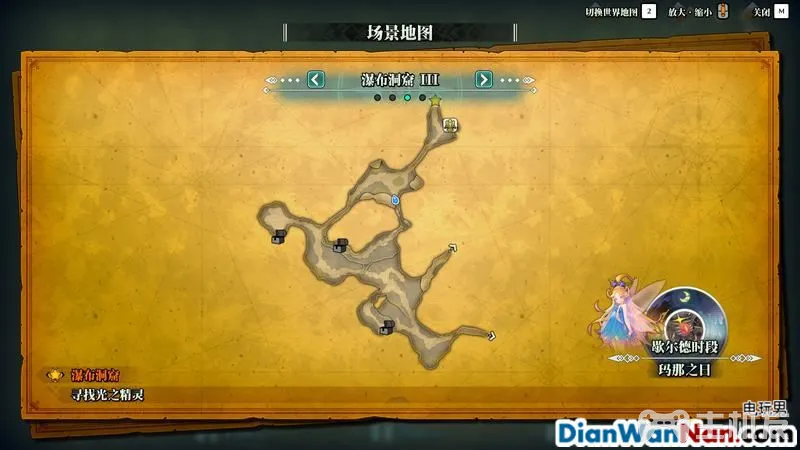 切换世界地图 2 放大·缩小 关闭 M
场景地图
瀑布洞窟 III
歇尔德时段
玛那之日
瀑布洞窟
寻找光之精灵
电玩男
DianWanNan.com